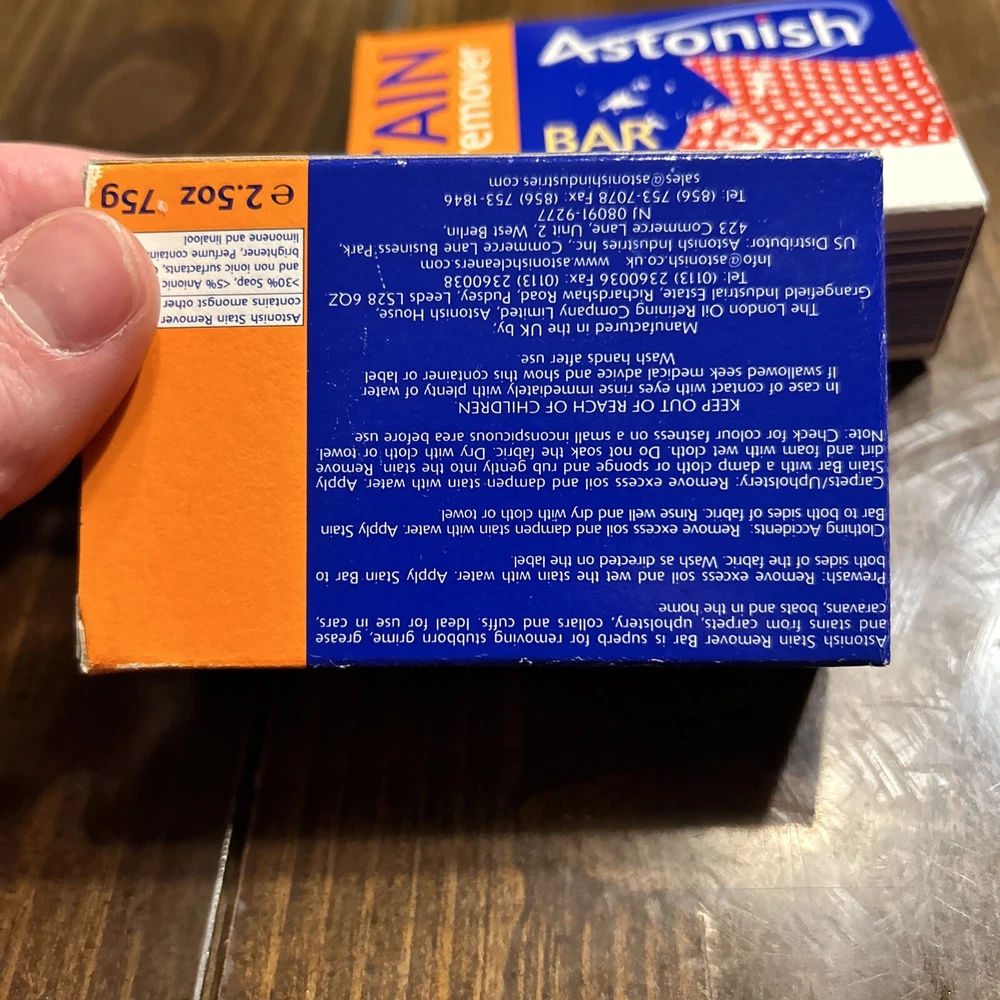 Astonish
AIN
emover
BAR
Astonish Stain Remover Bar is superb for removing stubborn grime, grease
and stains from carpets, upholstery, collars and cuffs. Ideal for use in cars,
caravans, boats and in the home
Prewash: Remove excess soil and wet the stain with water. Apply Stain Bar to
both sides of the fabric. Wash as directed on the label.
Clothing Accidents: Remove excess soil and dampen stain with water. Apply Stain
Bar to both sides of fabric. Rinse well and dry with cloth or towel.
Carpets/Upholstery: Remove excess soil and dampen stain with water. Apply
Stain Bar with a damp cloth or sponge and rub gently into the stain. Remove
dirt and foam with wet cloth. Do not soak the fabric. Dry with cloth or towel.
Note: Check for colour fastness on a small inconspicuous area before use.
KEEP OUT OF REACH OF CHILDREN.
In case of contact with eyes rinse immediately with plenty of water
If swallowed seek medical advice and show this container or label.
Wash hands after use.
Manufactured in the UK by;
The London Oil Refining Company Limited, Astonish House,
Grangefield Industrial Estate, Richardshaw Road, Pudsey, Leeds LS28 6QZ
Tel: (0113) 2360036 Fax: (0113) 2360038
Info@astonish.co.uk www.astonishcleaners.com
US Distributor: Astonish Industries Inc, Commerce Lane Business Park,
423 Commerce Lane, Unit 2, West Berlin,
NJ 08091-9277
Tel: (856) 753-7078 Fax: (856) 753-1846
sales@astonishindustries.com
Astonish Stain Remover
contains amongst other
>30% Soap, <5% Anionic
and non ionic surfactants,
brightener, Perfume, contains
limonene and linalool
e 2.5oz 75g